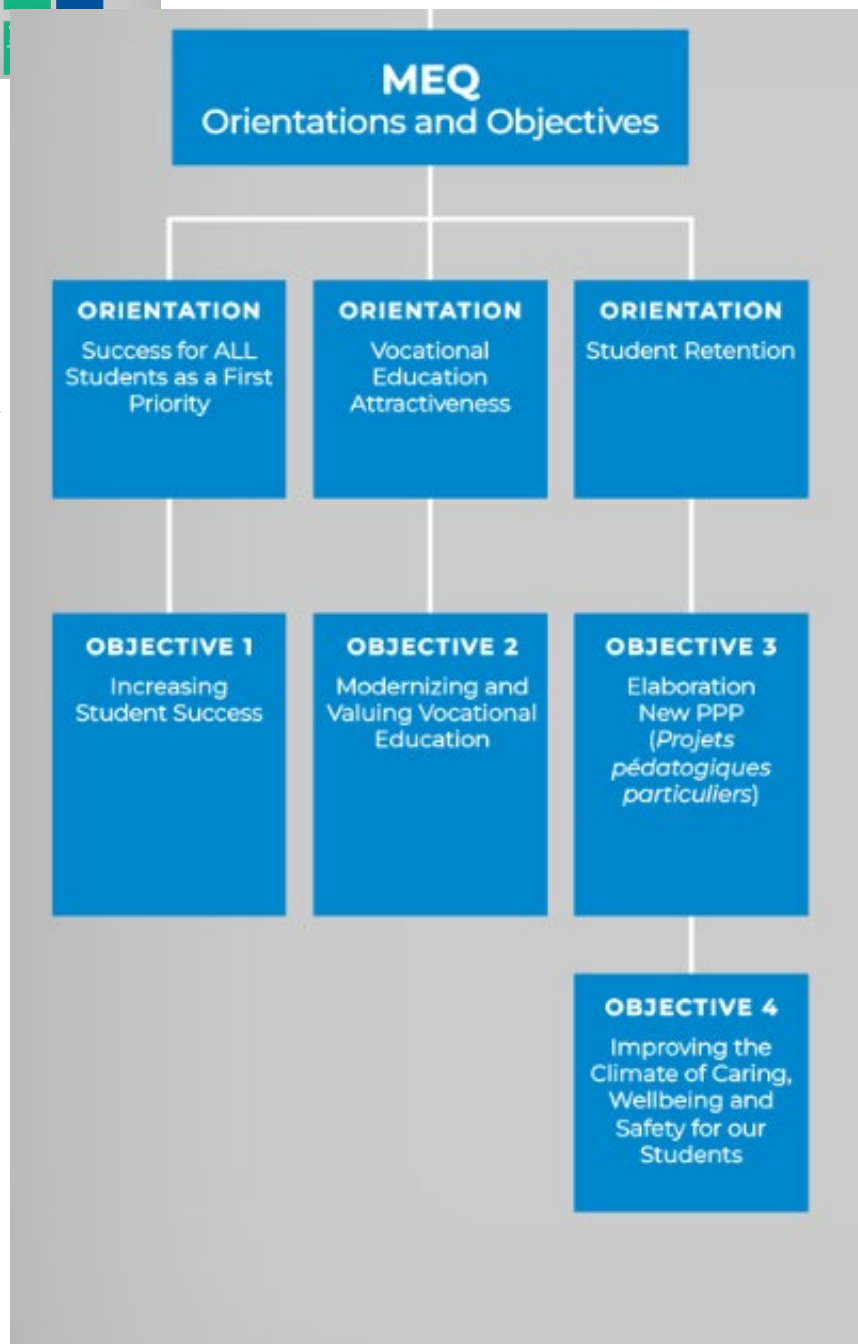 MEQ
Orientations and Objectives
ORIENTATION
Success for ALL
Students as a First
Priority
ORIENTATION
Vocational
Education
Attractiveness
ORIENTATION
Student Retention
OBJECTIVE 1
Increasing
Student Success
OBJECTIVE 2
Modernizing and
Valuing Vocational
Education
OBJECTIVE 3
Elaboration
New PPP
(Projets
pédatogiques
particuliers)
OBJECTIVE 4
Improving the
Climate of Caring,
Wellbeing and
Safety for our
Students